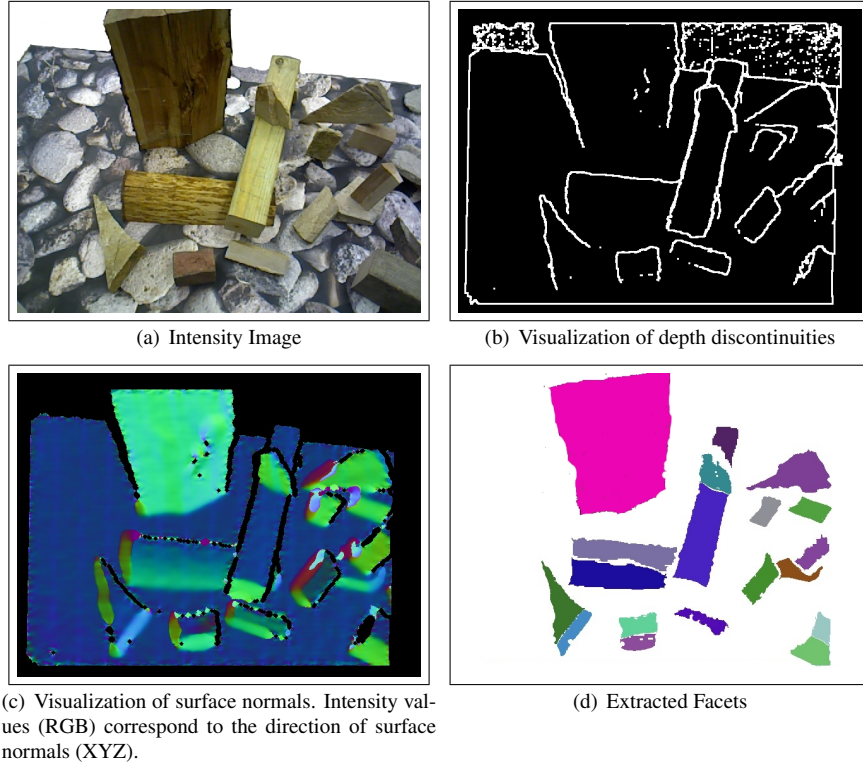 (a) Intensity Image
(b) Visualization of depth discontinuities
(c) Visualization of surface normals. Intensity val-
ues (RGB) correspond to the direction of surface
normals (XYZ).
(d) Extracted Facets